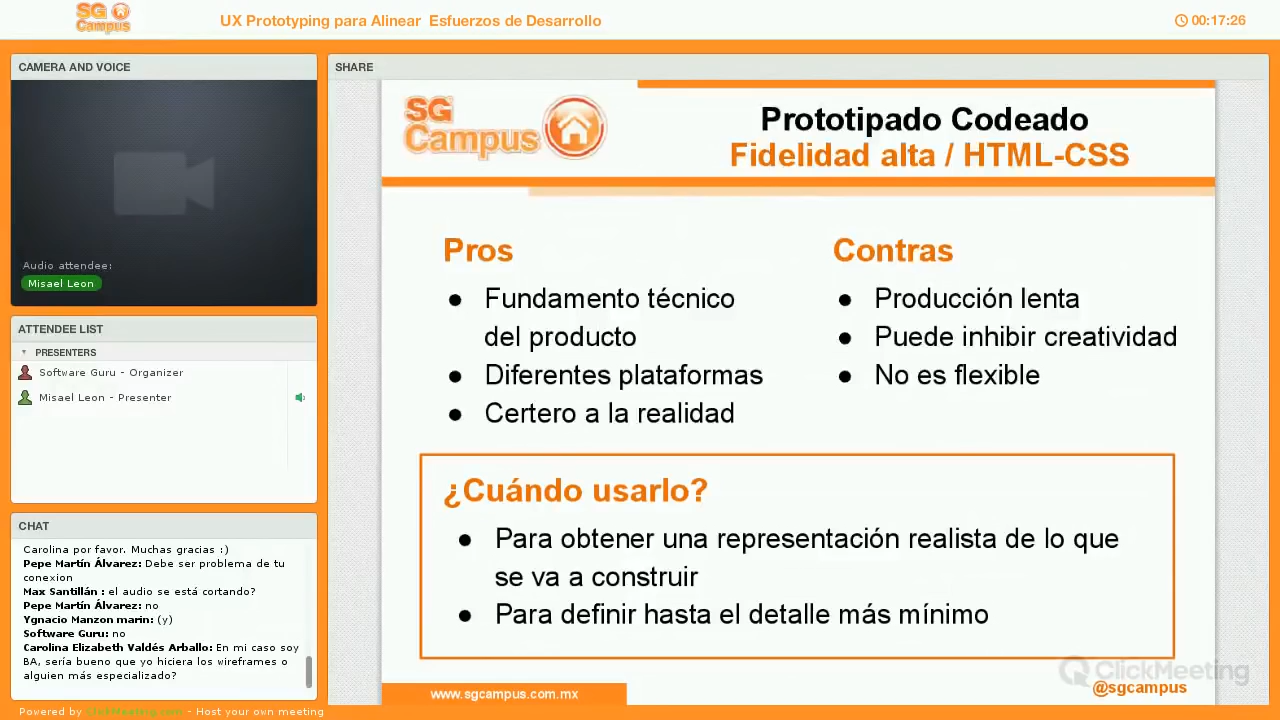 SG
Campus
UX Prototyping para Alinear  Esfuerzos de Desarrollo
00:17:26
CAMERA AND VOICE
Audio attendee:
Misael Leon
ATTENDEE LIST
PRESENTERS
Software Guru - Organizer
Misael Leon - Presenter
CHAT
Carolina por favor. Muchas gracias :)
Pepe Martín Álvarez: Debe ser problema de tu
conexion
Max Santillán : el audio se está cortando?
Pepe Martín Álvarez: no
Ygnacio Manzon marin: (y)
Software Guru: no
Carolina Elizabeth Valdés Arballo: En mi caso soy
BA, sería bueno que yo hiciera los wireframes o
alguien más especializado?
Powered by ClickMeeting.com - Host your own meeting
SHARE
SG
Campus
Prototipado Codeado
Fidelidad alta / HTML-CSS
Pros
● Fundamento técnico
del producto
● Diferentes plataformas
● Certero a la realidad
Contras
● Producción lenta
● Puede inhibir creatividad
● No es flexible
¿Cuándo usarlo?
● Para obtener una representación realista de lo que
se va a construir
● Para definir hasta el detalle más mínimo
ClickMeeting
www.sgcampus.com.mx
@sgcampus